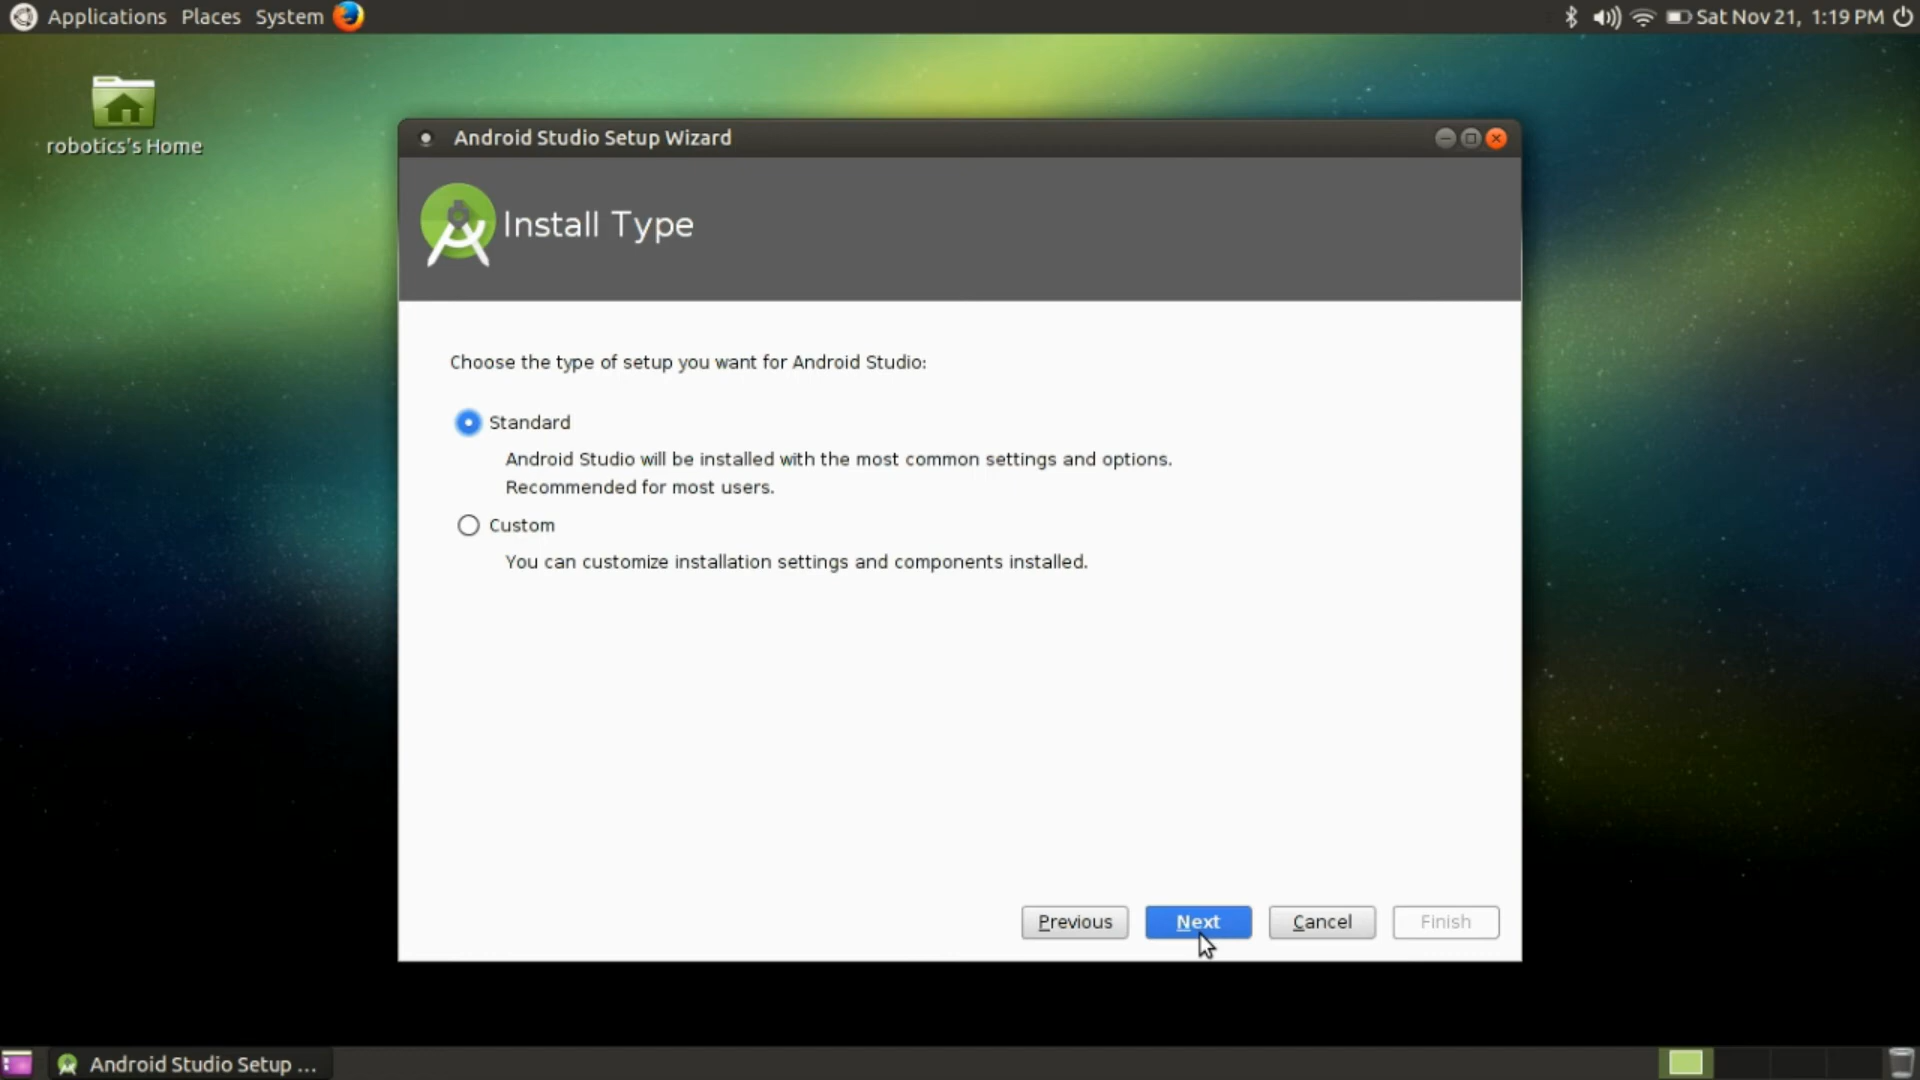 Applications Places System
Sat Nov 21, 1:19 PM
robotics's Home
Android Studio Setup Wizard
Install Type
Choose the type of setup you want for Android Studio:
Standard
Android Studio will be installed with the most common settings and options.
Recommended for most users.
Custom
You can customize installation settings and components installed.
Previous
Next
Cancel
Finish
Android Studio Setup ...